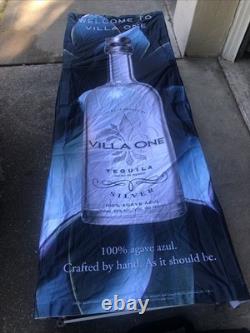 WELCOME TO
VILLA ONE
VILLA ONE
TEQUILA
SILVER
100% AGAVE AZUL
100% agave azul.
Crafted by hand. As it should be.